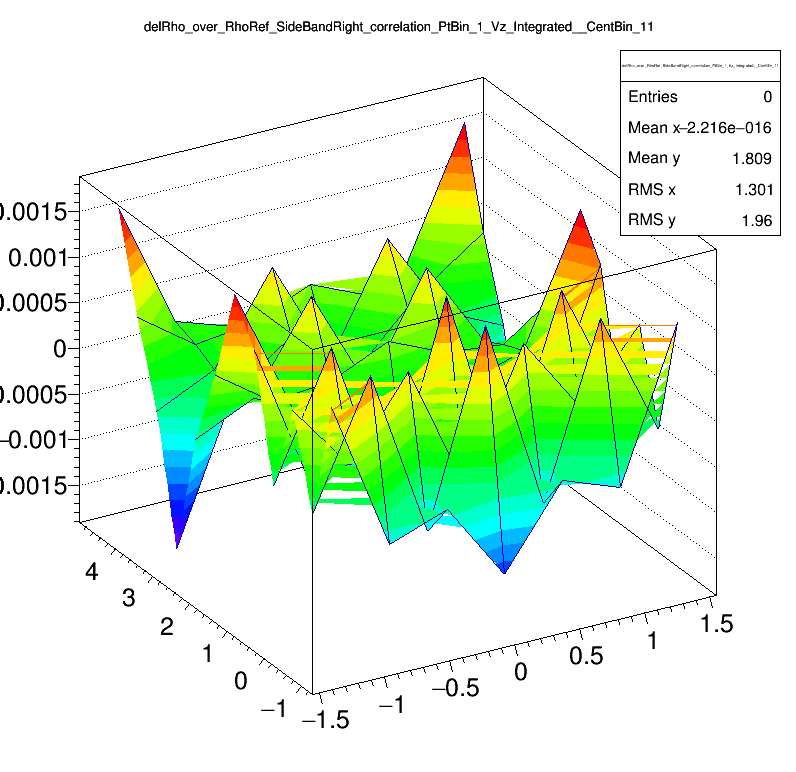 delRho_over_RhoRef_SideBandRight_correlation_PtBin_1_Vz_Integrated__CentBin_11
delRho_over_RhoRef_SideBandRight_correlation_PtBin_1_Vz_Integrated__CentBin_11
Entries 0
Mean x−2.216e−016
Mean y 1.809
RMS x 1.301
RMS y 1.96
0.0015
0.001
0.0005
0
0.0005
−0.001
0.0015
4
3
2
1
0
−1
−1.5
−1
−0.5
0
0.5
1
1.5